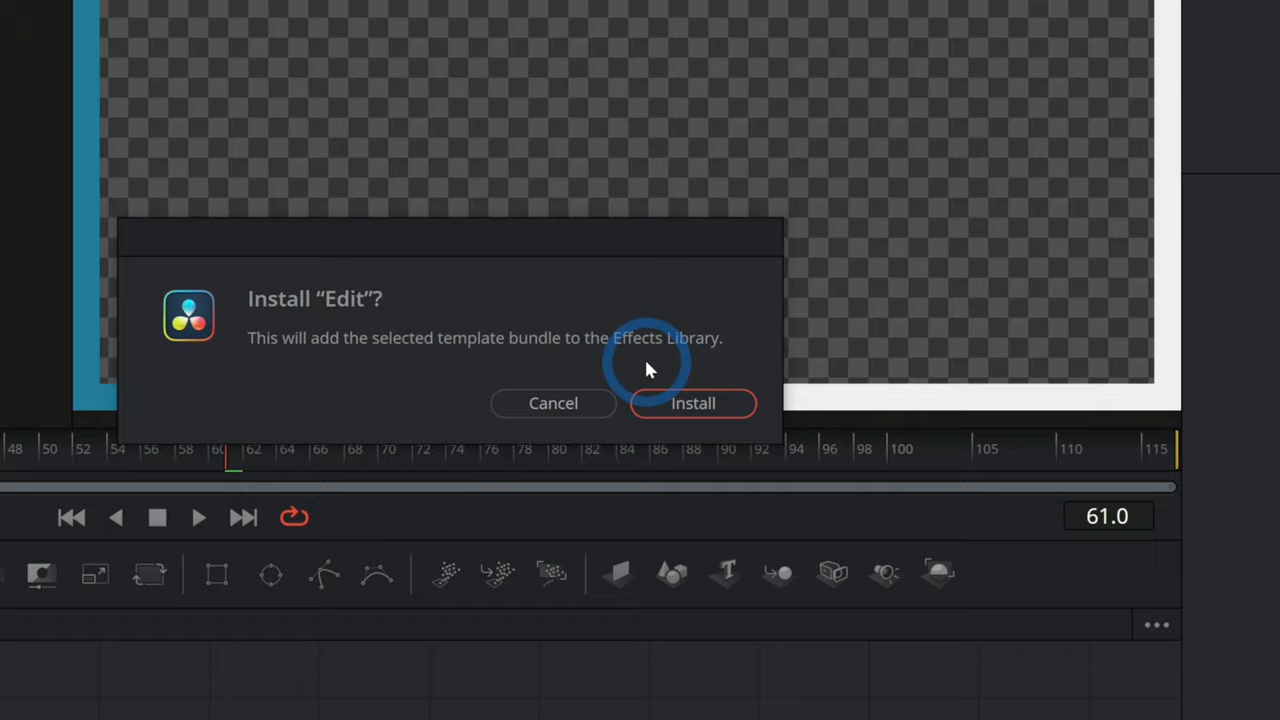 Install “Edit”?
This will add the selected template bundle to the Effects Library.
Cancel Install
48 50 52 54 56 58 60 62 64 66 68 70 72 74 76 78 80 82 84 86 88 90 92 94 96 98 100 105 110 115
61.0
T